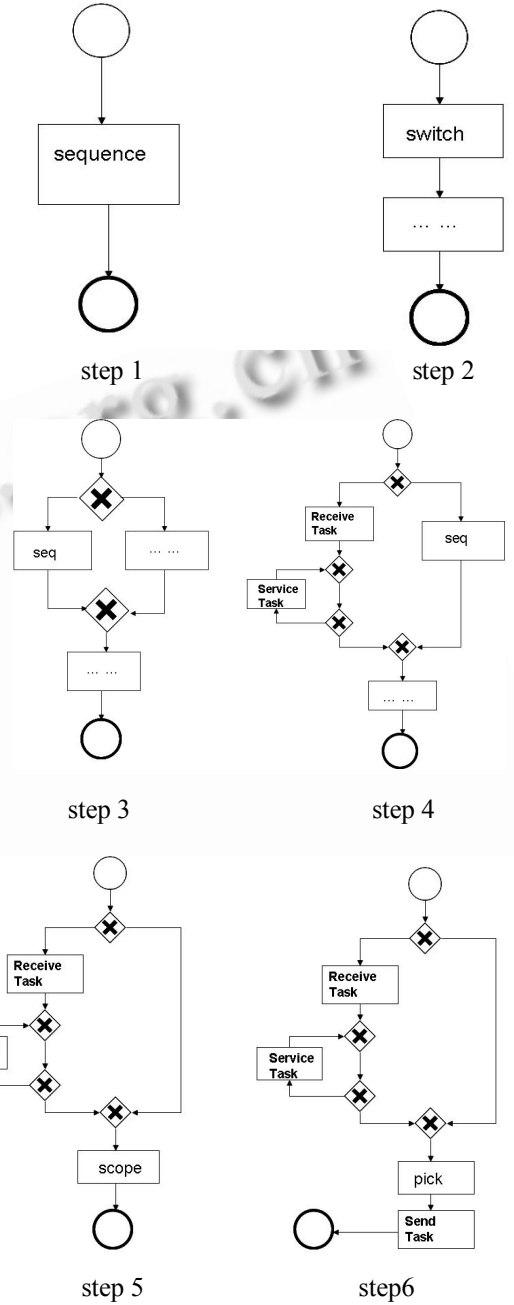 sequence
switch
... ...
step 1
step 2
seq
... ...
... ...
Receive
Task
Service
Task
seq
... ...
step 3
step 4
Receive
Task
scope
Receive
Task
Service
Task
pick
Send
Task
step 5
step6